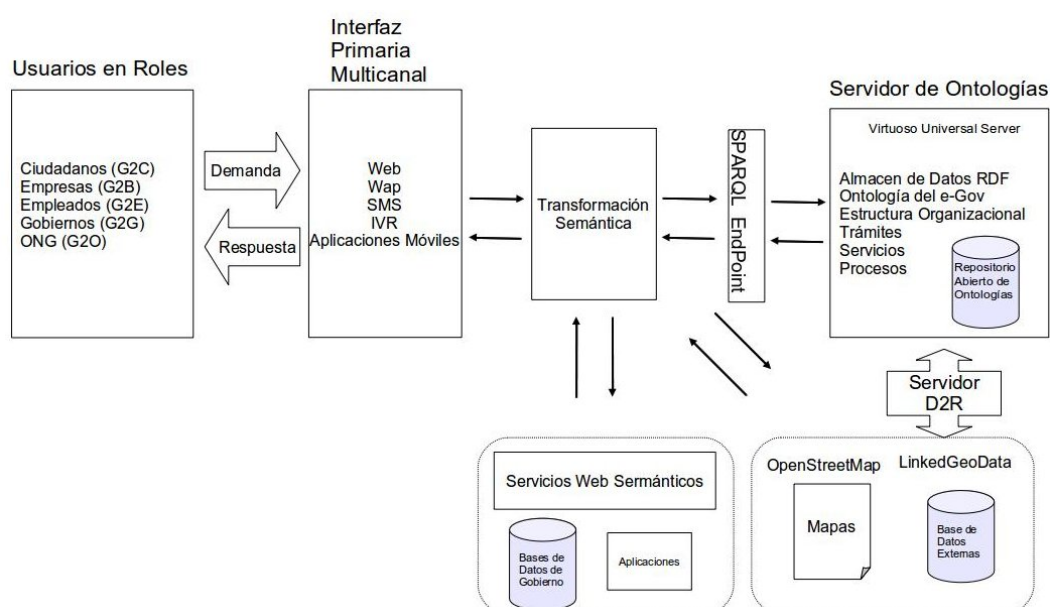 Usuarios en Roles
Ciudadanos (G2C)
Empresas (G2B)
Empleados (G2E)
Gobiernos (G2G)
ONG (G2O)
Demanda
Respuesta
Interfaz
Primaria
Multicanal
Web
Wap
SMS
IVR
Aplicaciones Móviles
Transformación
Semántica
SPARQL EndPoint
Servidor de Ontologías
Virtuoso Universal Server
Almacen de Datos RDF
Ontología del e-Gov
Estructura Organizacional
Trámites
Servicios
Procesos
Repositorio
Abierto de
Ontologías
Servidor
D2R
Servicios Web Sermánticos
Bases de
Datos de
Gobierno
Aplicaciones
OpenStreetMap
LinkedGeoData
Mapas
Base de
Datos
Externas